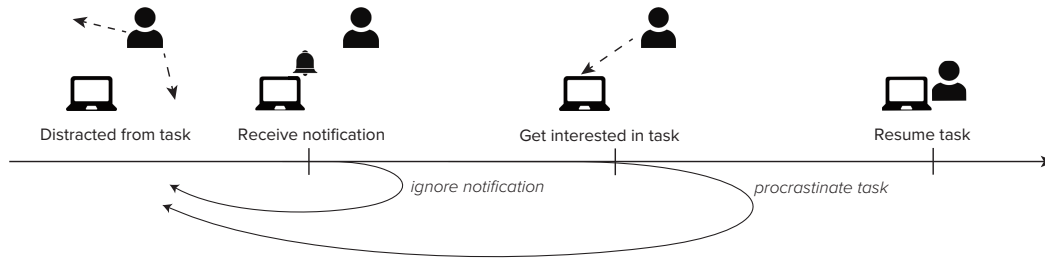 Distracted from task
Receive notification
Get interested in task
Resume task
ignore notification
procrastinate task